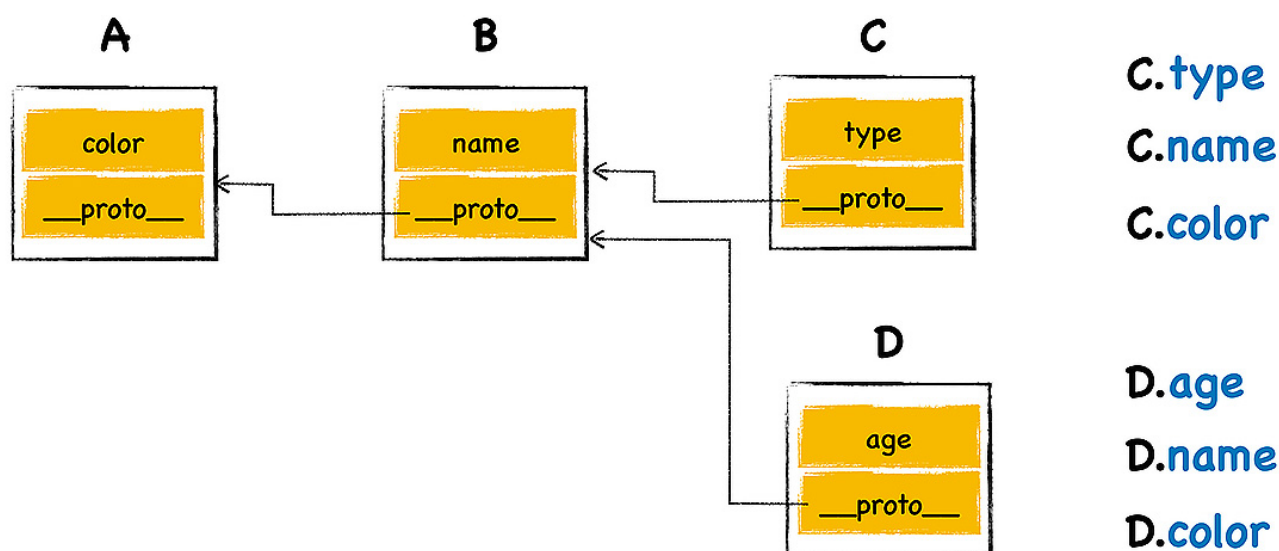 A
color
__proto__
B
name
__proto__
C
type
__proto__
C.type
C.name
C.color
D
age
__proto__
D.age
D.name
D.color